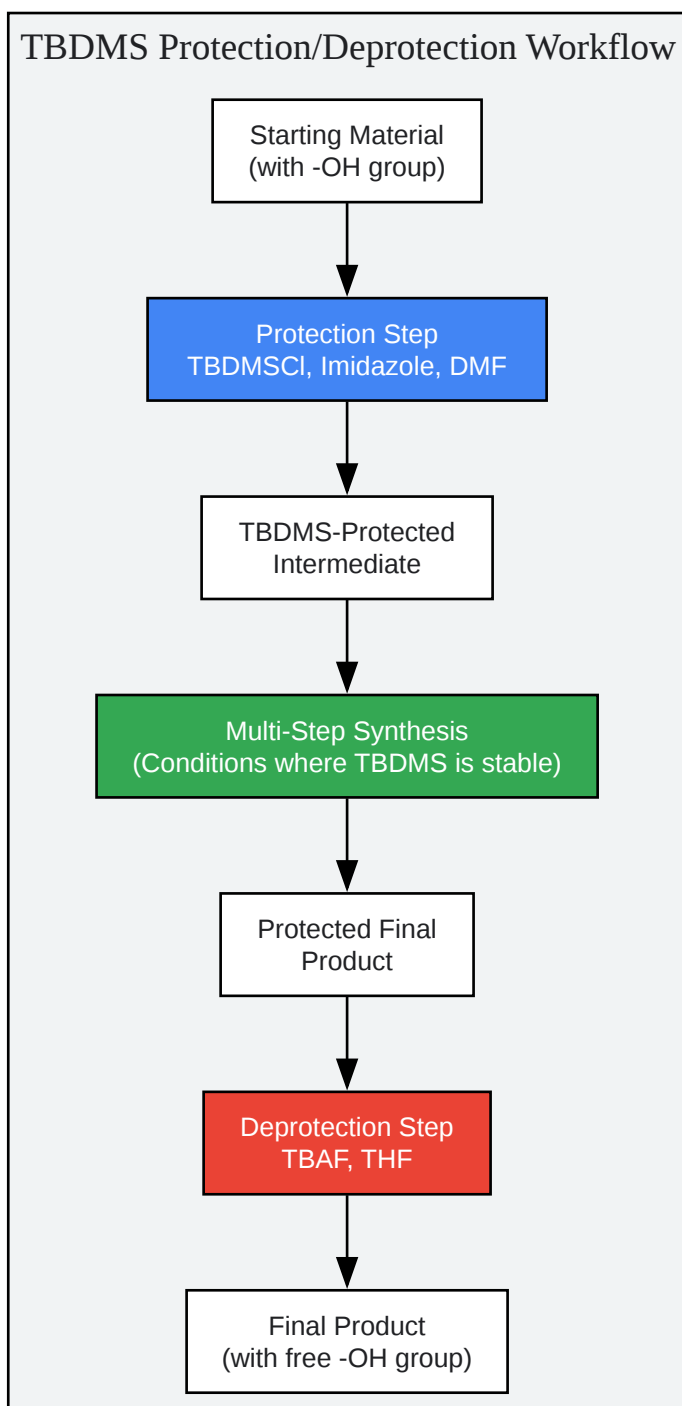 TBDMS Protection/Deprotection Workflow
Starting Material
(with -OH group)
Protection Step
TBDMSCl, Imidazole, DMF
TBDMS-Protected
Intermediate
Multi-Step Synthesis
(Conditions where TBDMS is stable)
Protected Final
Product
Deprotection Step
TBAF, THF
Final Product
(with free -OH group)